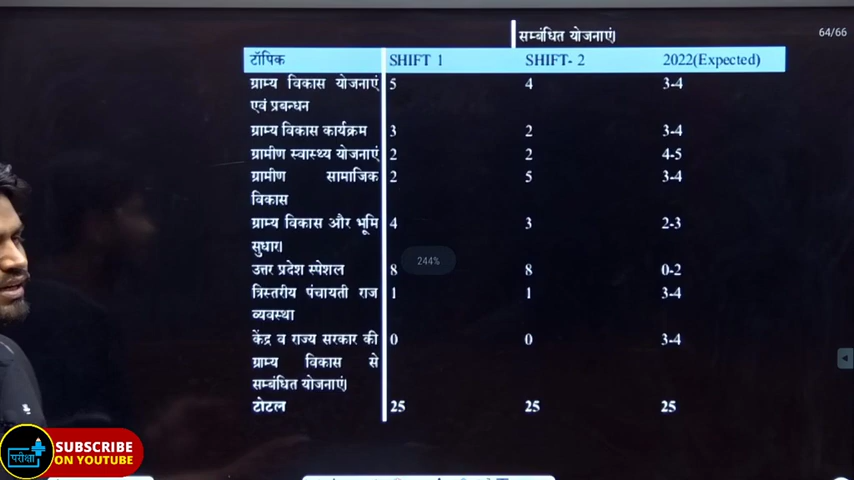 सम्बंधित योजनाएं।
64/66
टॉपिक SHIFT 1 SHIFT- 2 2022(Expected)
ग्राम्य विकास योजनाएं 5 4 3-4
एवं प्रबन्धन
ग्राम्य विकास कार्यक्रम 3 2 3-4
ग्रामीण स्वास्थ्य योजनाएं 2 2 4-5
ग्रामीण सामाजिक 2 5 3-4
विकास
ग्राम्य विकास और भूमि 4 3 2-3
सुधार।
244%
उत्तर प्रदेश स्पेशल 8 8 0-2
त्रिस्तरीय पंचायती राज 1 1 3-4
व्यवस्था
केंद्र व राज्य सरकार की 0 0 3-4
ग्राम्य विकास से
सम्बंधित योजनाएं।
टोटल 25 25 25
परीक्षा
SUBSCRIBE
ON YOUTUBE